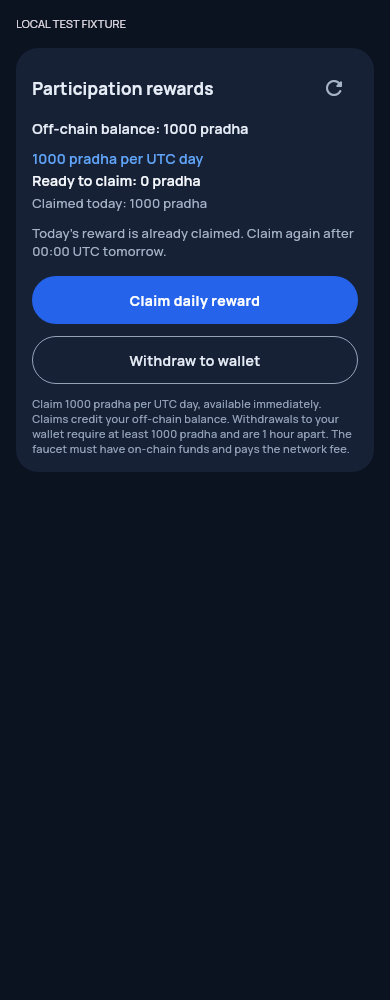 LOCAL TEST FIXTURE
Participation rewards
Off-chain balance: 1000 pradha
1000 pradha per UTC day
Ready to claim: 0 pradha
Claimed today: 1000 pradha
Today's reward is already claimed. Claim again after
00:00 UTC tomorrow.
Claim daily reward
Withdraw to wallet
Claim 1000 pradha per UTC day, available immediately.
Claims credit your off-chain balance. Withdrawals to your
wallet require at least 1000 pradha and are 1 hour apart. The
faucet must have on-chain funds and pays the network fee.